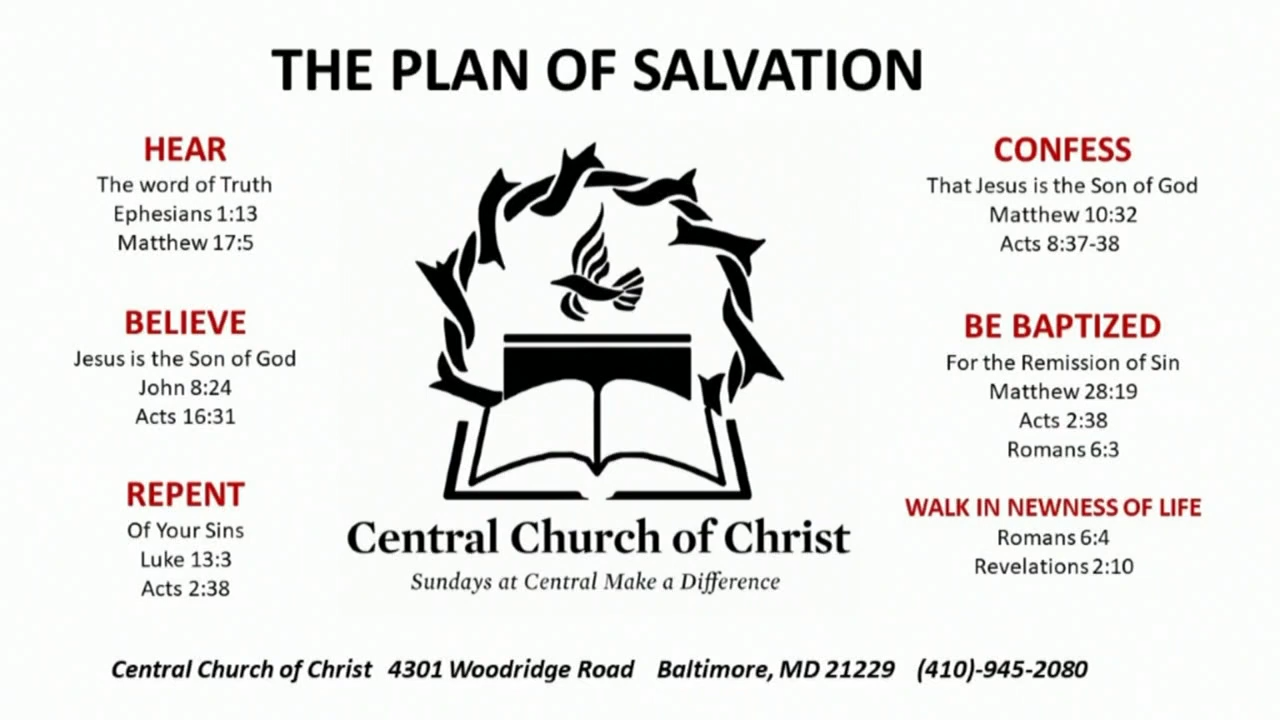 THE PLAN OF SALVATION
HEAR
The word of Truth
Ephesians 1:13
Matthew 17:5
BELIEVE
Jesus is the Son of God
John 8:24
Acts 16:31
REPENT
Of Your Sins
Luke 13:3
Acts 2:38
Central Church of Christ
Sundays at Central Make a Difference
CONFESS
That Jesus is the Son of God
Matthew 10:32
Acts 8:37-38
BE BAPTIZED
For the Remission of Sin
Matthew 28:19
Acts 2:38
Romans 6:3
WALK IN NEWNESS OF LIFE
Romans 6:4
Revelations 2:10
Central Church of Christ 4301 Woodridge Road Baltimore, MD 21229 (410)-945-2080